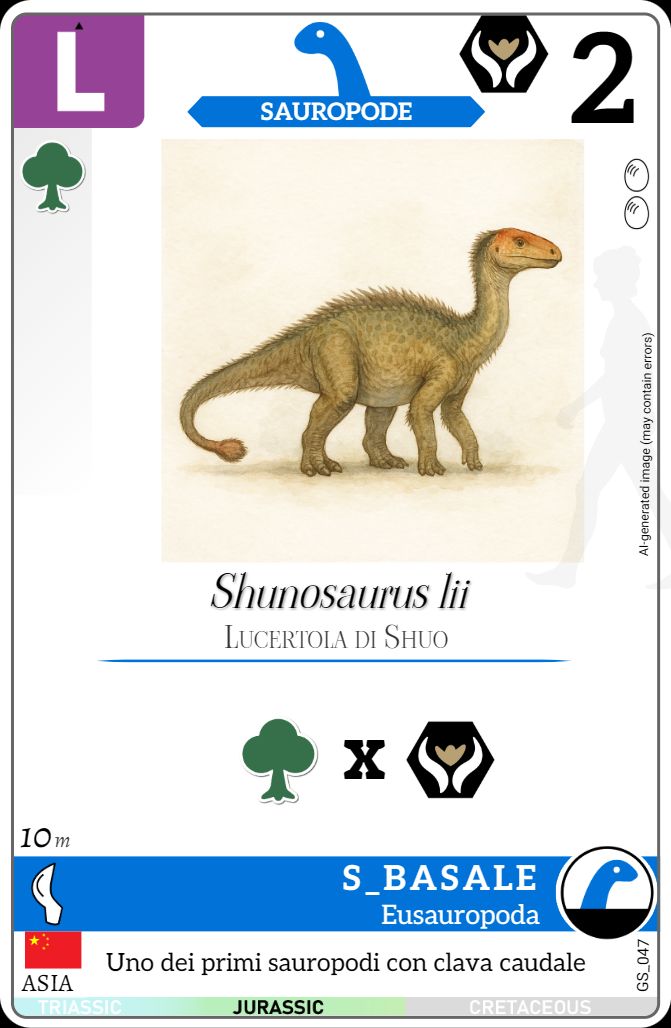 L
SAUROPODE
2
AI-generated image (may contain errors)
Shunosaurus lii
Lucertola di Shuo
x
10 m
S_BASALE
Eusauropoda
ASIA
Uno dei primi sauropodi con clava caudale
GS_047
TRIASSIC
JURASSIC
CRETACEOUS